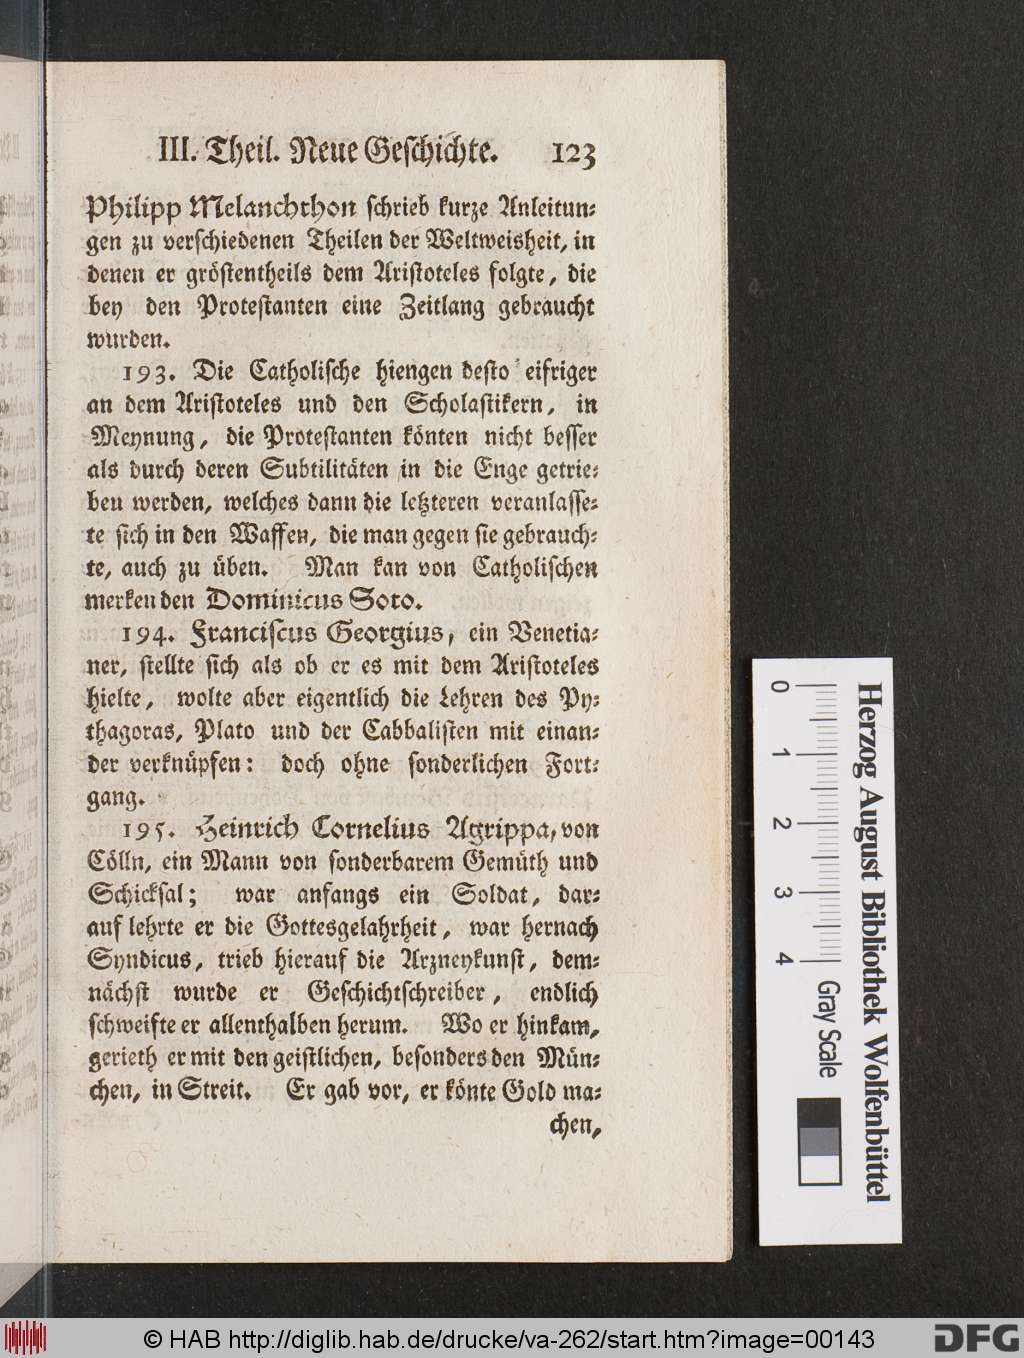 III. Theil. Neue Geschichte. 123
Philipp Melanchthon schrieb kurze Anleitun-
gen zu verschiedenen Theilen der Weltweisheit, in
denen er gröstentheils dem Aristoteles folgte, die
bey den Protestanten eine Zeitlang gebraucht
wurden.
193. Die Catholische hiengen desto eifriger
an dem Aristoteles und den Scholastikern, in
Meynung, die Protestanten könten nicht besser
als durch deren Subtilitäten in die Enge getrie-
ben werden, welches dann die letzteren veranlasse-
te sich in den Waffen, die man gegen sie gebrauch-
te, auch zu üben. Man kan von Catholischen
merken den Dominicus Soto.
194. Franciscus Georgius, ein Venetia-
ner, stellte sich als ob er es mit dem Aristoteles
hielte, wolte aber eigentlich die Lehren des Py-
thagoras, Plato und der Cabbalisten mit einan-
der verknüpfen: doch ohne sonderlichen Fort-
gang.
195. Heinrich Cornelius Agrippa, von
Cölln, ein Mann von sonderbarem Gemüth und
Schicksal; war anfangs ein Soldat, dar-
auf lehrte er die Gottesgelahrheit, war hernach
Syndicus, trieb hierauf die Arzneykunst, dem-
nächst wurde er Geschichtschreiber, endlich
schweifte er allenthalben herum. Wo er hinkam,
gerieth er mit den geistlichen, besonders den Mün-
chen, in Streit. Er gab vor, er könte Gold ma-
chen,
0 1 2 3 4 Gray Scale
Herzog August Bibliothek Wolfenbüttel
© HAB http://diglib.hab.de/drucke/va-262/start.htm?image=00143
DFG